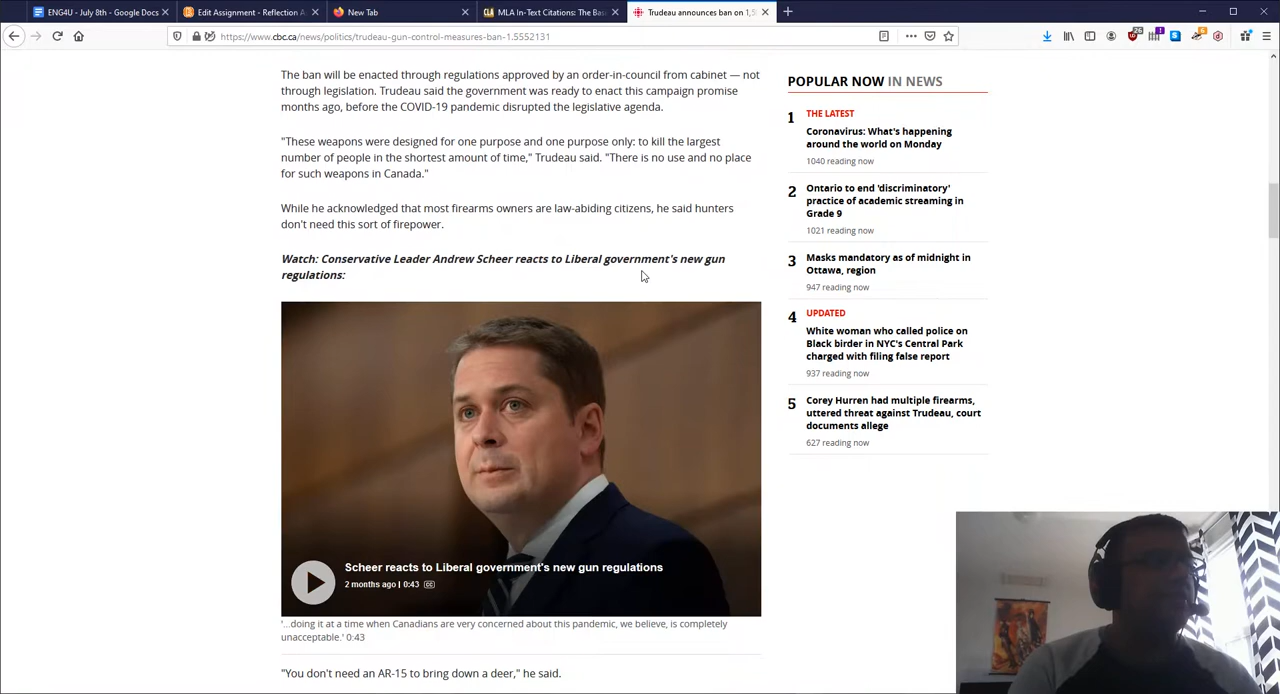 ENG4U - July 8th - Google Docs
Edit Assignment - Reflection A
New Tab
MLA In-Text Citations: The Bas
Trudeau announces ban on 1,5
https://www.cbc.ca/news/politics/trudeau-gun-control-measures-ban-1.5552131
The ban will be enacted through regulations approved by an order-in-council from cabinet — not
through legislation. Trudeau said the government was ready to enact this campaign promise
months ago, before the COVID-19 pandemic disrupted the legislative agenda.
"These weapons were designed for one purpose and one purpose only: to kill the largest
number of people in the shortest amount of time," Trudeau said. "There is no use and no place
for such weapons in Canada."
While he acknowledged that most firearms owners are law-abiding citizens, he said hunters
don't need this sort of firepower.
Watch: Conservative Leader Andrew Scheer reacts to Liberal government's new gun
regulations:
Scheer reacts to Liberal government's new gun regulations
2 months ago | 0:43 CC
'...doing it at a time when Canadians are very concerned about this pandemic, we believe, is completely
unacceptable.' 0:43
"You don't need an AR-15 to bring down a deer," he said.
POPULAR NOW IN NEWS
1
THE LATEST
Coronavirus: What's happening
around the world on Monday
1040 reading now
2
Ontario to end 'discriminatory'
practice of academic streaming in
Grade 9
1021 reading now
3
Masks mandatory as of midnight in
Ottawa, region
947 reading now
4
UPDATED
White woman who called police on
Black birder in NYC's Central Park
charged with filing false report
937 reading now
5
Corey Hurren had multiple firearms,
uttered threat against Trudeau, court
documents allege
627 reading now